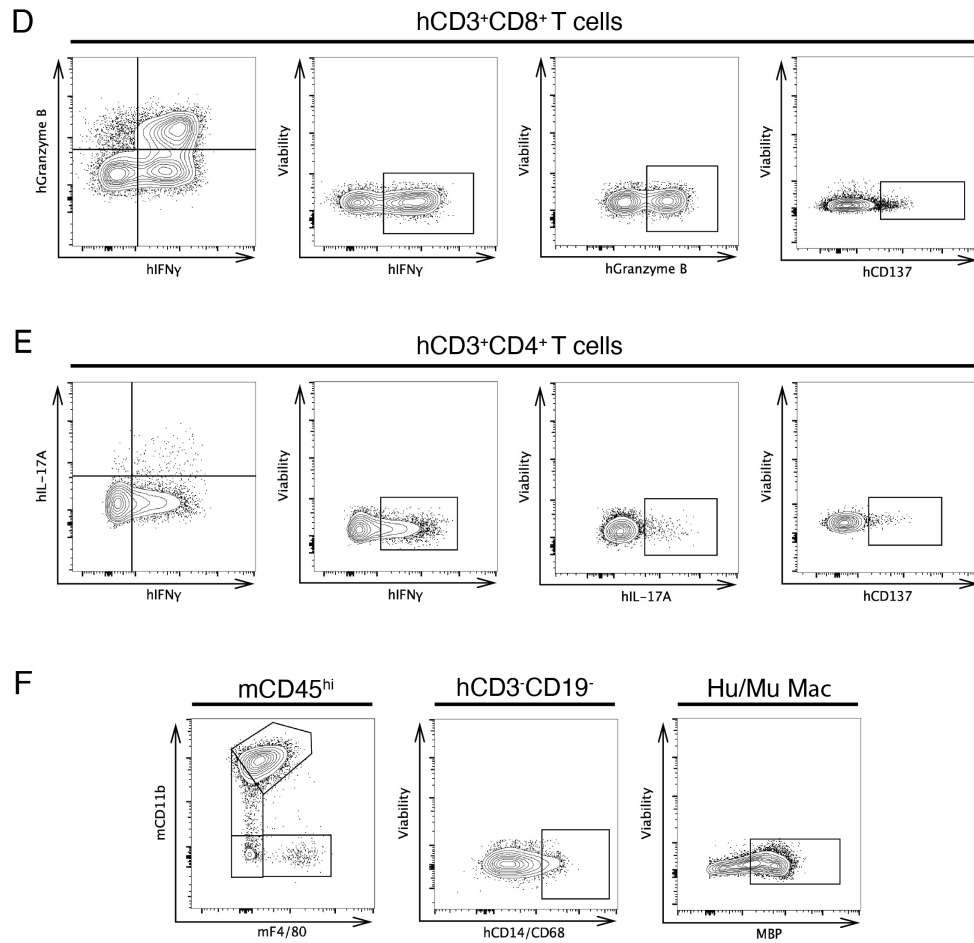 D
hCD3⁺CD8⁺ T cells
hGranzyme B
hIFNγ
Viability
hIFNγ
Viability
hGranzyme B
Viability
hCD137
E
hCD3⁺CD4⁺ T cells
hIL-17A
hIFNγ
Viability
hIFNγ
Viability
hIL-17A
Viability
hCD137
F
mCD45ʰⁱ
hCD3⁻CD19⁻
Hu/Mu Mac
mCD11b
mF4/80
Viability
hCD14/CD68
Viability
MBP